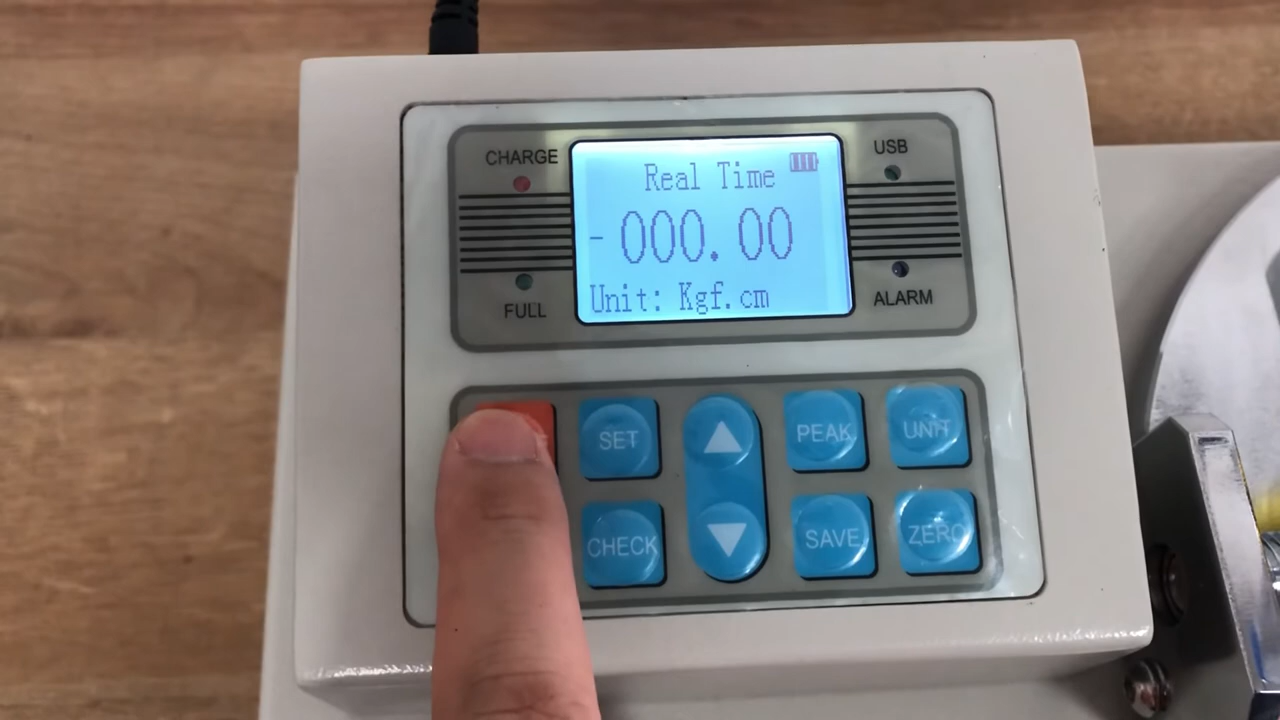 CHARGE
USB
Real Time
-000.00
Unit: Kgf.cm
FULL
ALARM
SET
PEAK
UNIT
CHECK
SAVE
ZERO